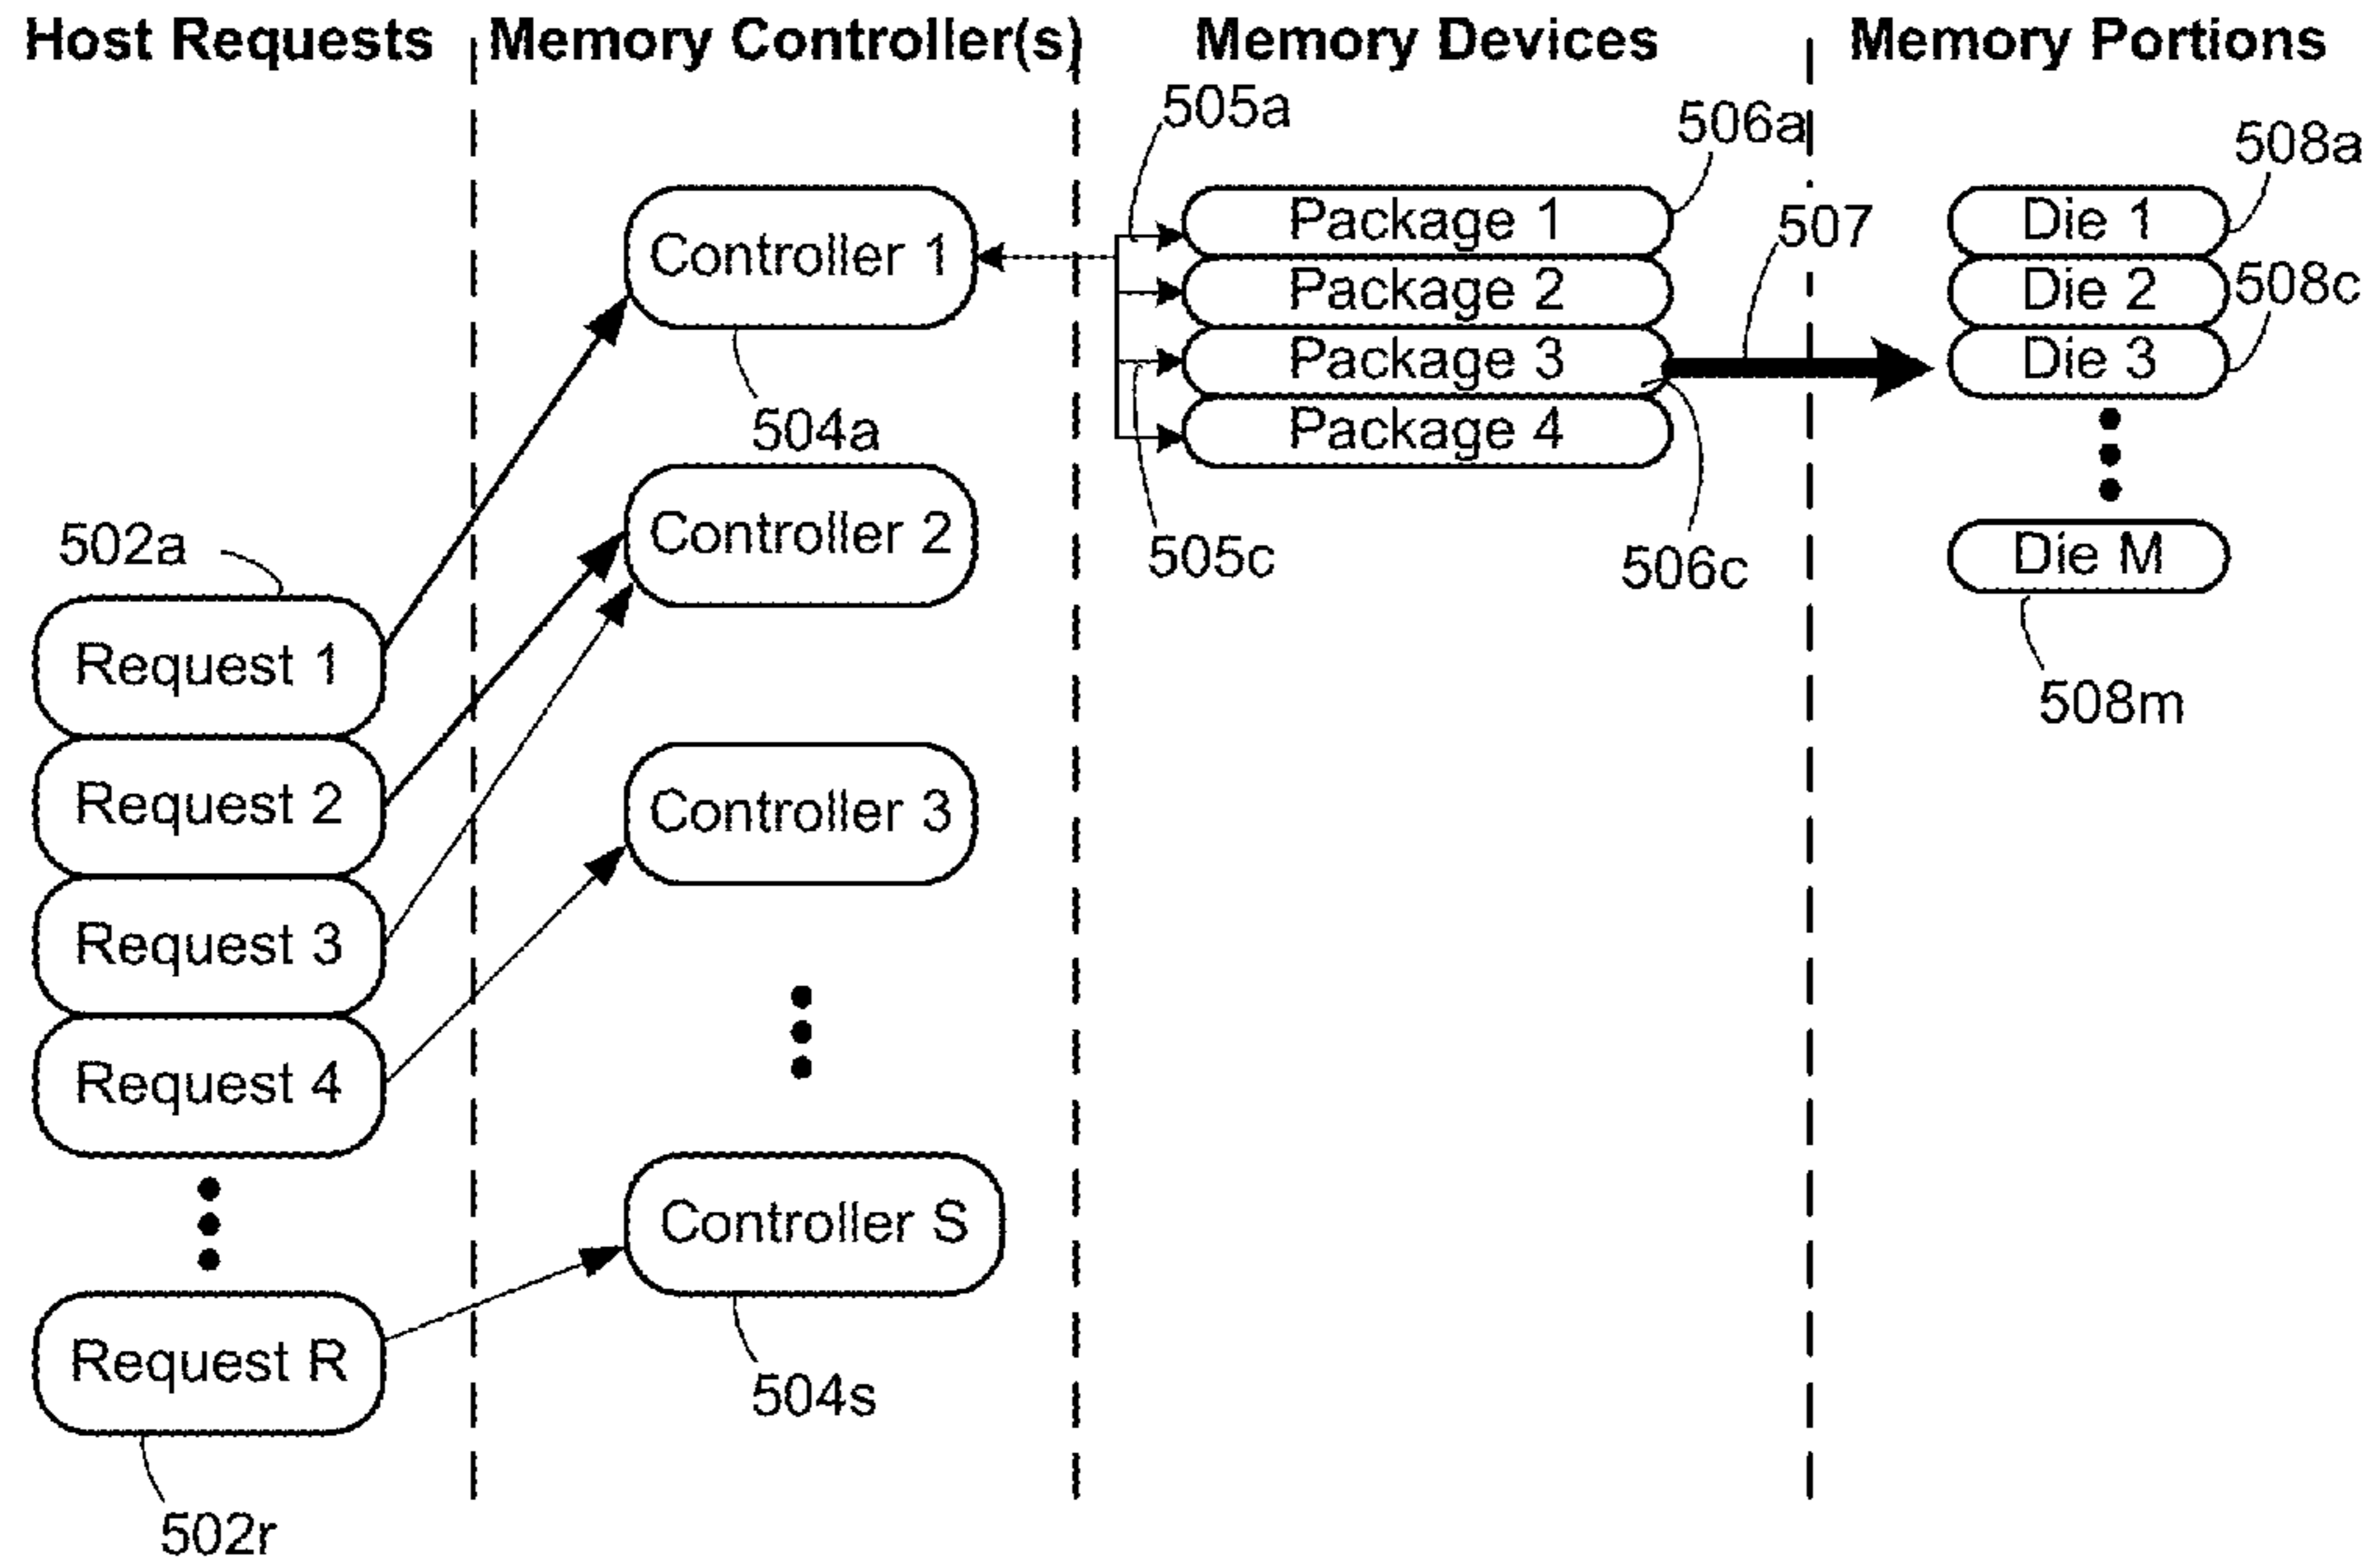 Host Requests
Memory Controller(s)
Memory Devices
Memory Portions
502a
Request 1
Request 2
Request 3
Request 4
Request R
502r
Controller 1
504a
Controller 2
Controller 3
Controller S
504s
505a
506a
Package 1
Package 2
Package 3
Package 4
505c
506c
507
508a
Die 1
Die 2
508c
Die 3
Die M
508m